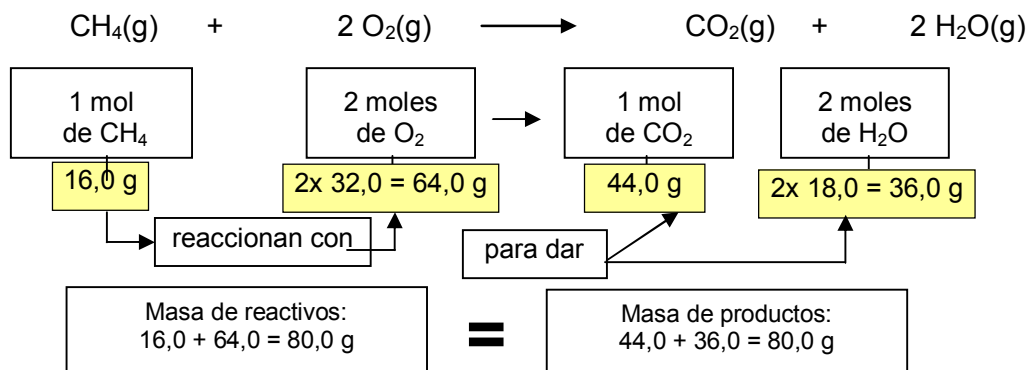 CH₄(g) + 2 O₂(g) ⟶ CO₂(g) + 2 H₂O(g)
1 mol
de CH₄
2 moles
de O₂
1 mol
de CO₂
2 moles
de H₂O
16,0 g
2x 32,0 = 64,0 g
44,0 g
2x 18,0 = 36,0 g
reaccionan con
para dar
Masa de reactivos:
16,0 + 64,0 = 80,0 g
=
Masa de productos:
44,0 + 36,0 = 80,0 g